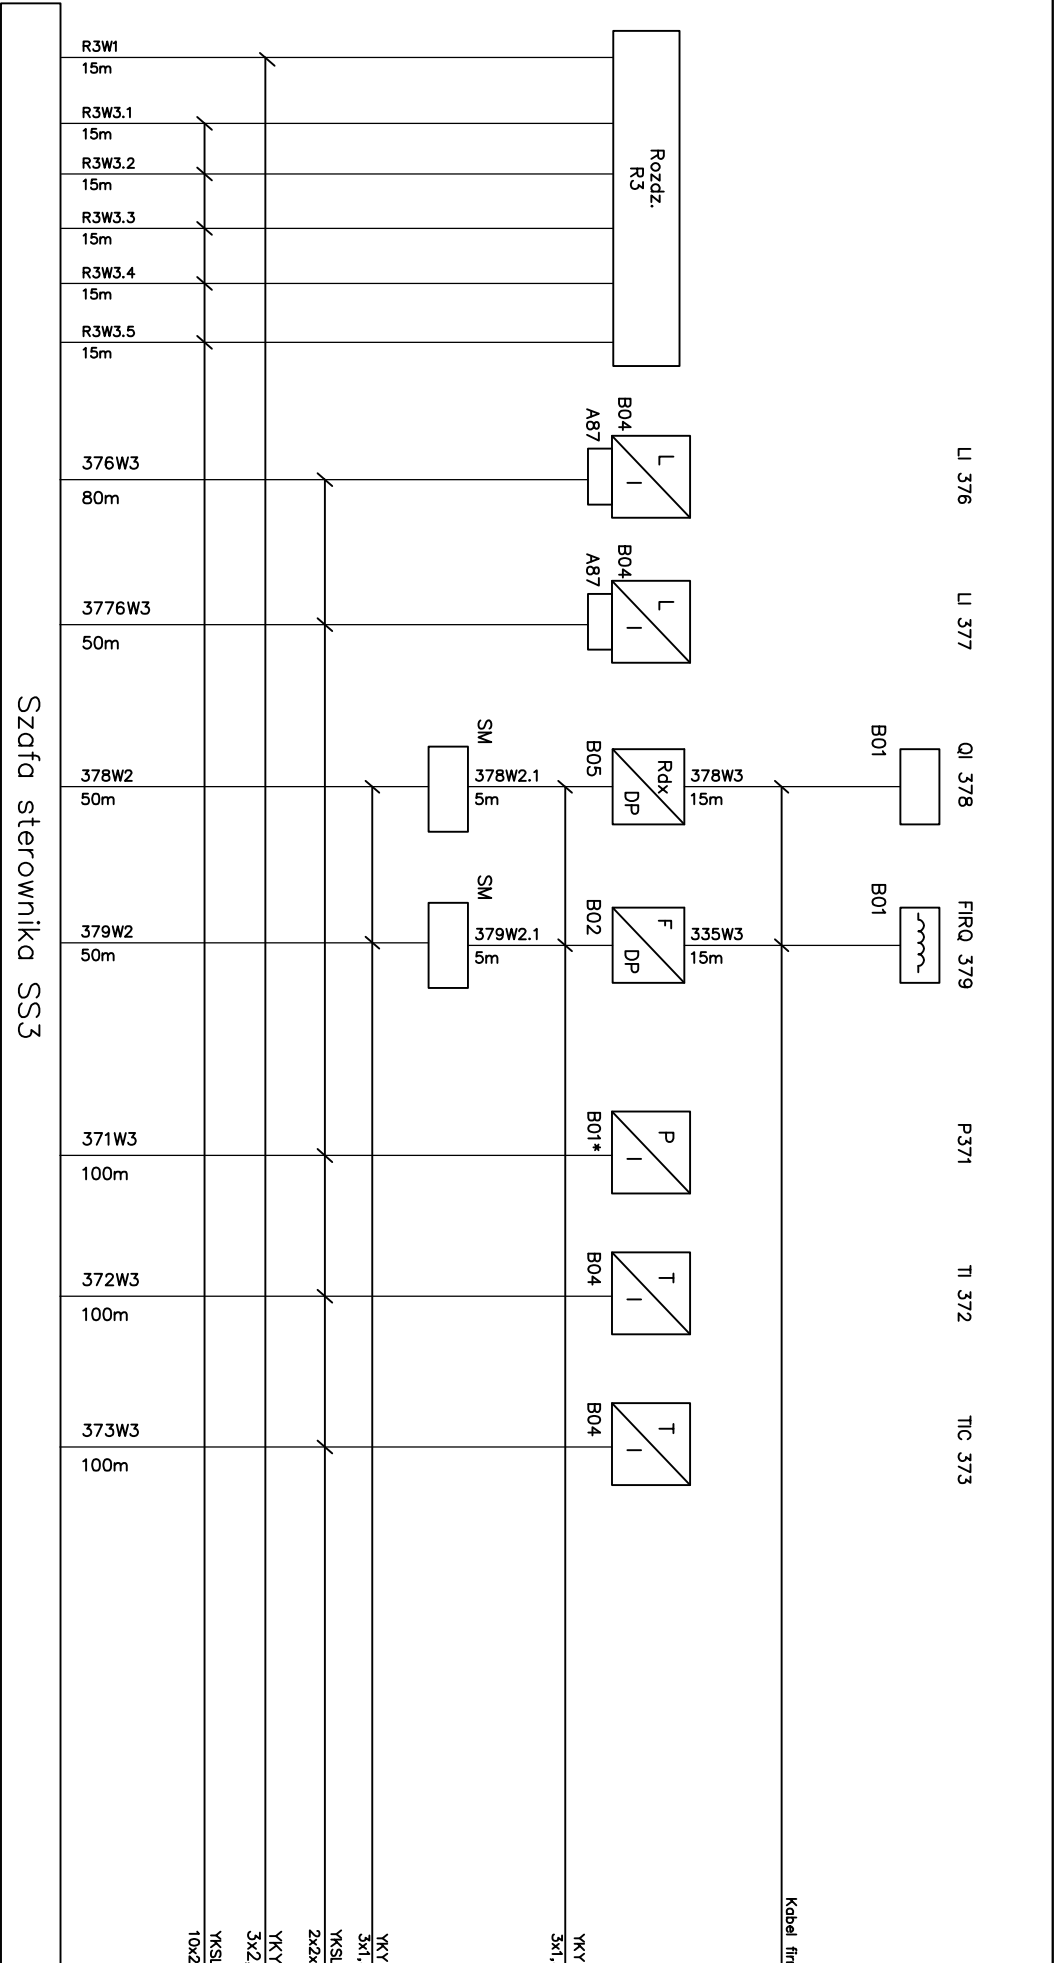 R3W1
15m
R3W3.1
15m
R3W3.2
15m
R3W3.3
15m
R3W3.4
15m
R3W3.5
15m
Rozdz.
R3
376W3
80m
A87
B04
L
I
LI 376
3776W3
50m
A87
B04
L
I
LI 377
378W2
50m
SM
378W2.1
5m
B05
Rdx
DP
378W3
15m
B01
QI 378
379W2
50m
SM
379W2.1
5m
B02
F
DP
335W3
15m
B01
FIRQ 379
371W3
100m
B01*
P
I
P371
372W3
100m
B04
T
I
TI 372
373W3
100m
B04
T
I
TIC 373
Szafa sterownika SS3
YKSL
10x2
YKY
3x2,
YKSL
2x2x
YKY
3x1,
YKY
3x1,
Kabel